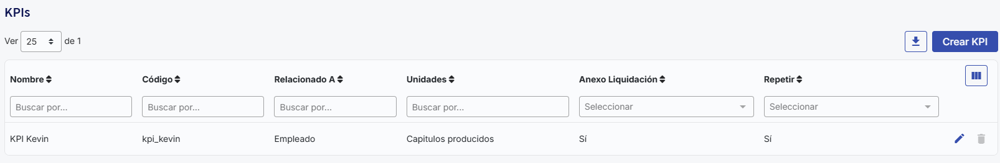 KPIs
Ver 25 de 1
Crear KPI
Nombre Código Relacionado A Unidades Anexo Liquidación Repetir
Buscar por... Buscar por... Buscar por... Buscar por... Seleccionar Seleccionar
KPI Kevin kpi_kevin Empleado Capitulos producidos Sí Sí